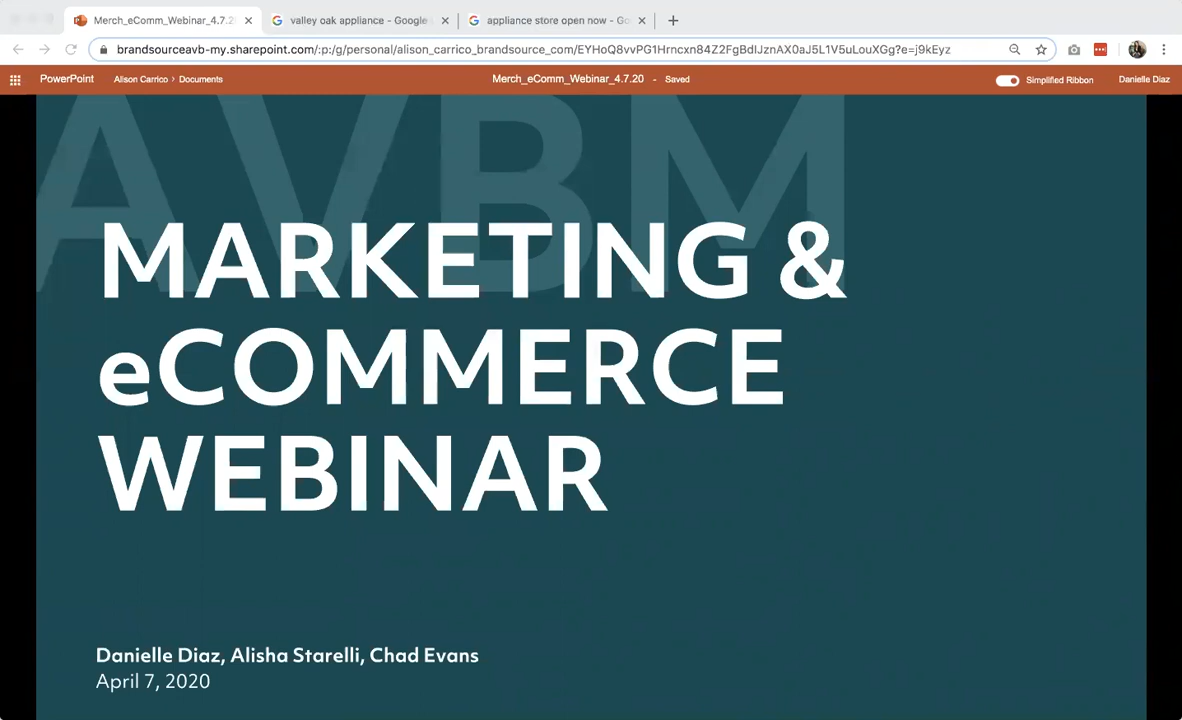 Merch_eComm_Webinar_4.7.2
valley oak appliance - Google
appliance store open now - Go
brandsourceavb-my.sharepoint.com/:p:/g/personal/alison_carrico_brandsource_com/EYHoQ8vvPG1Hrncxn84Z2FgBdIJznAX0aJ5L1V5uLouXGg?e=j9kEyz
PowerPoint
Alison Carrico > Documents
Merch_eComm_Webinar_4.7.20 - Saved
Simplified Ribbon
Danielle Diaz
AVBM
MARKETING &
eCOMMERCE
WEBINAR
Danielle Diaz, Alisha Starelli, Chad Evans
April 7, 2020